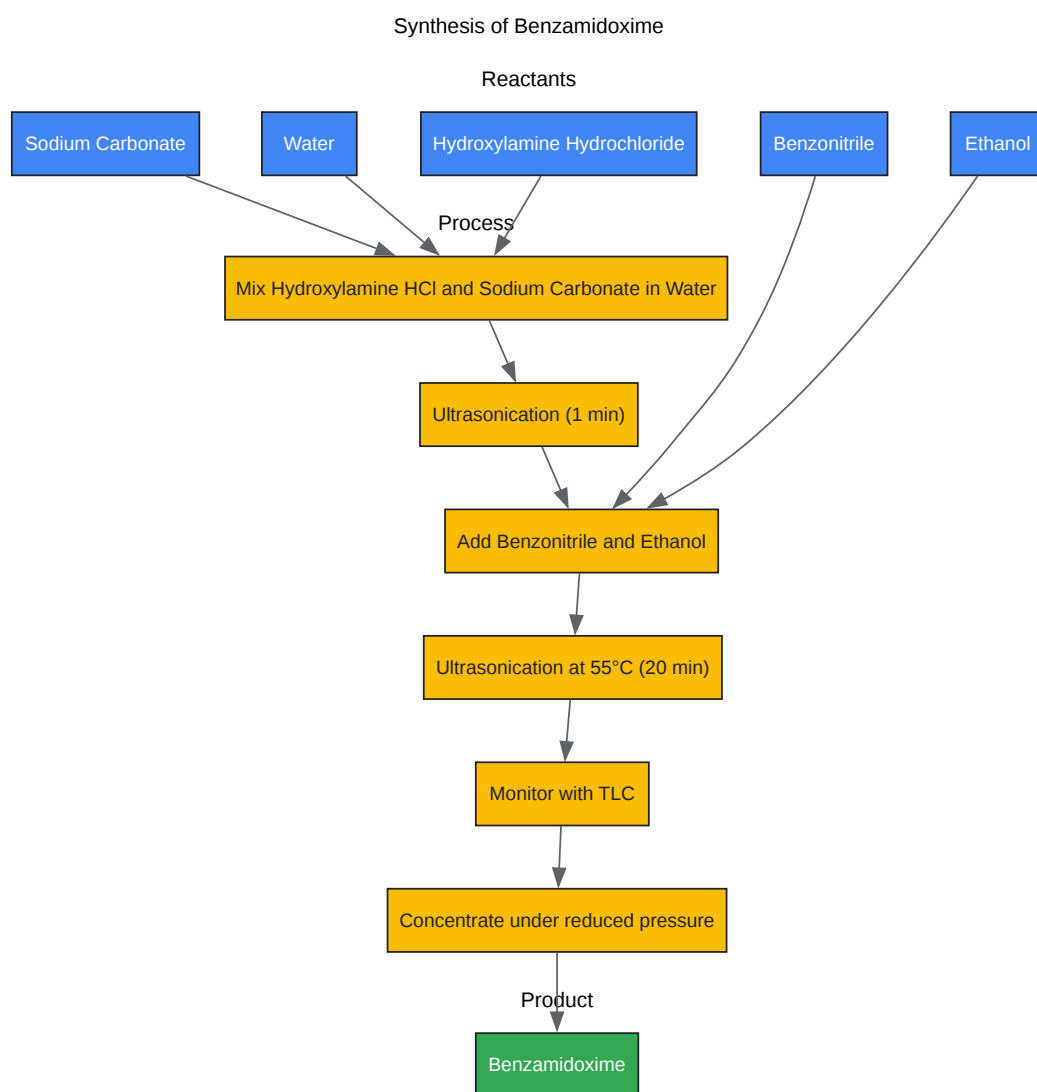 Synthesis of Benzamidoxime
Reactants
Sodium Carbonate
Water
Hydroxylamine Hydrochloride
Benzonitrile
Ethanol
Process
Mix Hydroxylamine HCl and Sodium Carbonate in Water
Ultrasonication (1 min)
Add Benzonitrile and Ethanol
Ultrasonication at 55°C (20 min)
Monitor with TLC
Concentrate under reduced pressure
Product
Benzamidoxime